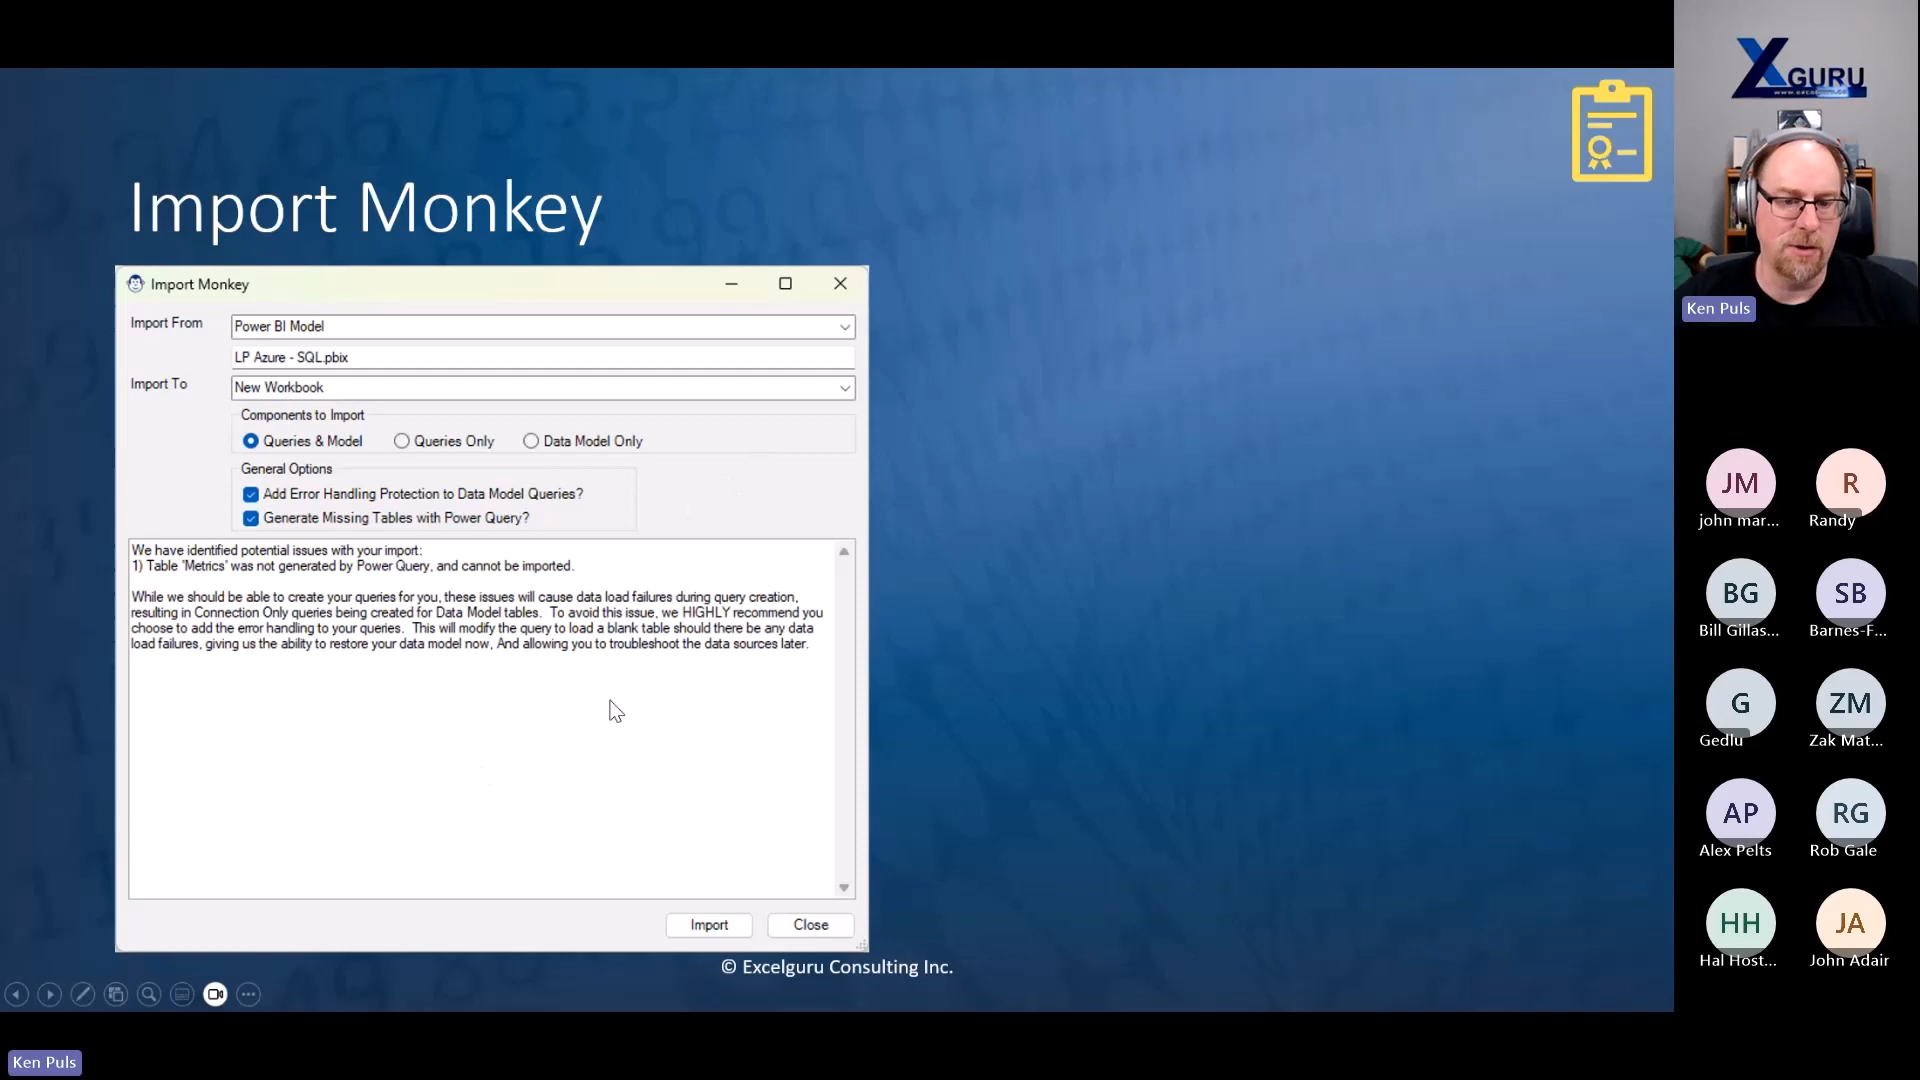 XGURU
Import Monkey
Import Monkey
Import From
Power BI Model
LP Azure - SQL.pbix
Import To
New Workbook
Components to Import
Queries & Model
Queries Only
Data Model Only
General Options
Add Error Handling Protection to Data Model Queries?
Generate Missing Tables with Power Query?
We have identified potential issues with your import:
1) Table 'Metrics' was not generated by Power Query, and cannot be imported.
While we should be able to create your queries for you, these issues will cause data load failures during query creation,
resulting in Connection Only queries being created for Data Model tables.  To avoid this issue, we HIGHLY recommend you
choose to add the error handling to your queries.  This will modify the query to load a blank table should there be any data
load failures, giving us the ability to restore your data model now, And allowing you to troubleshoot the data sources later.
Import
Close
© Excelguru Consulting Inc.
Ken Puls
JM
john mar...
R
Randy
BG
Bill Gillas...
SB
Barnes-F...
G
Gedlu
ZM
Zak Mat...
AP
Alex Pelts
RG
Rob Gale
HH
Hal Host...
JA
John Adair
Ken Puls